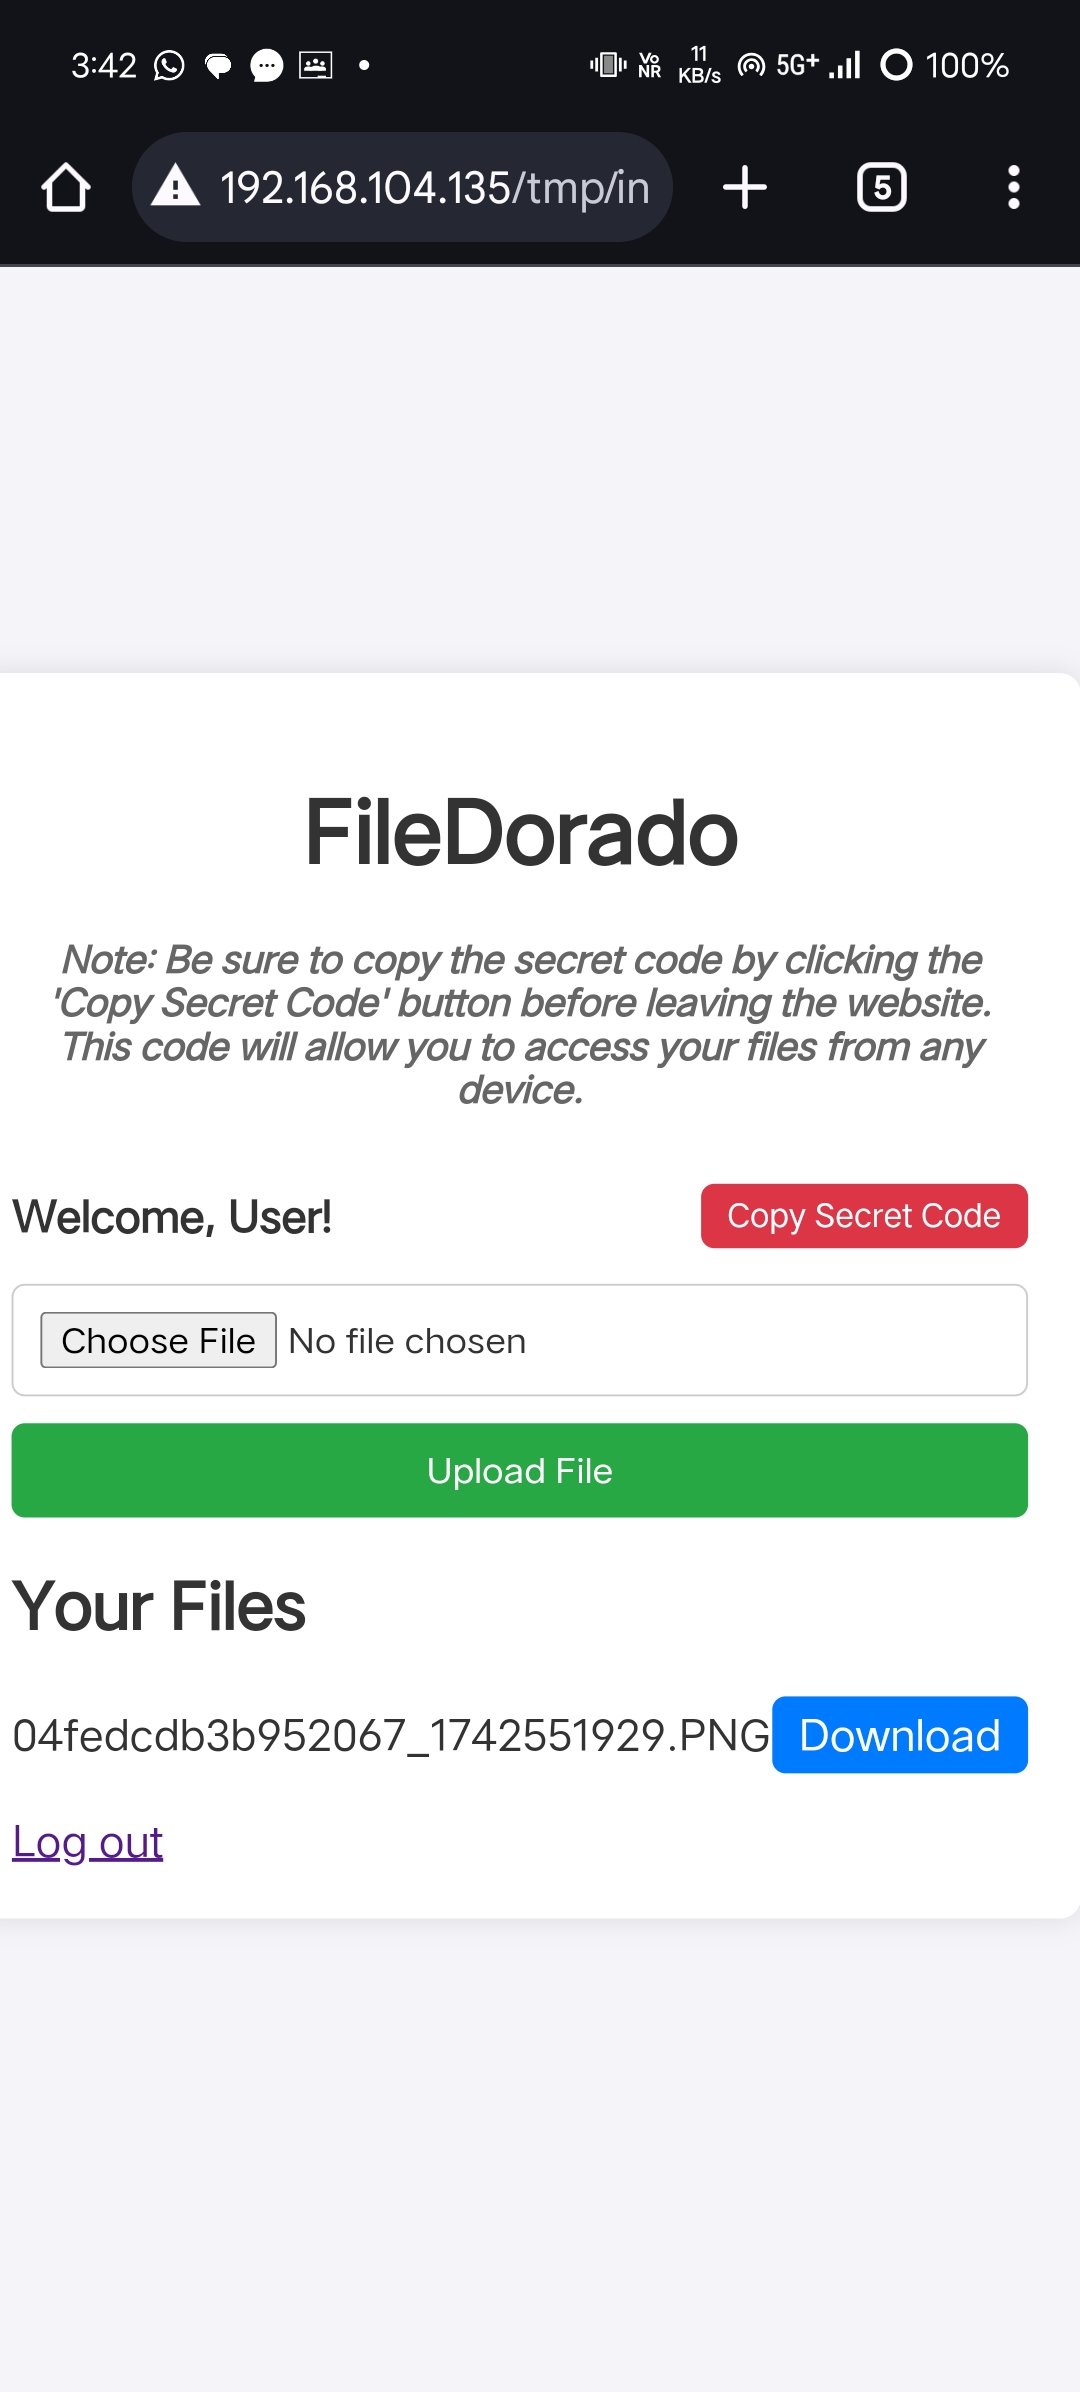 3:42
Vo NR
11 KB/s
5G+
100%
192.168.104.135/tmp/in
5
FileDorado
Note: Be sure to copy the secret code by clicking the
'Copy Secret Code' button before leaving the website.
This code will allow you to access your files from any
device.
Welcome, User!
Copy Secret Code
Choose File No file chosen
Upload File
Your Files
04fedcdb3b952067_1742551929.PNG
Download
Log out